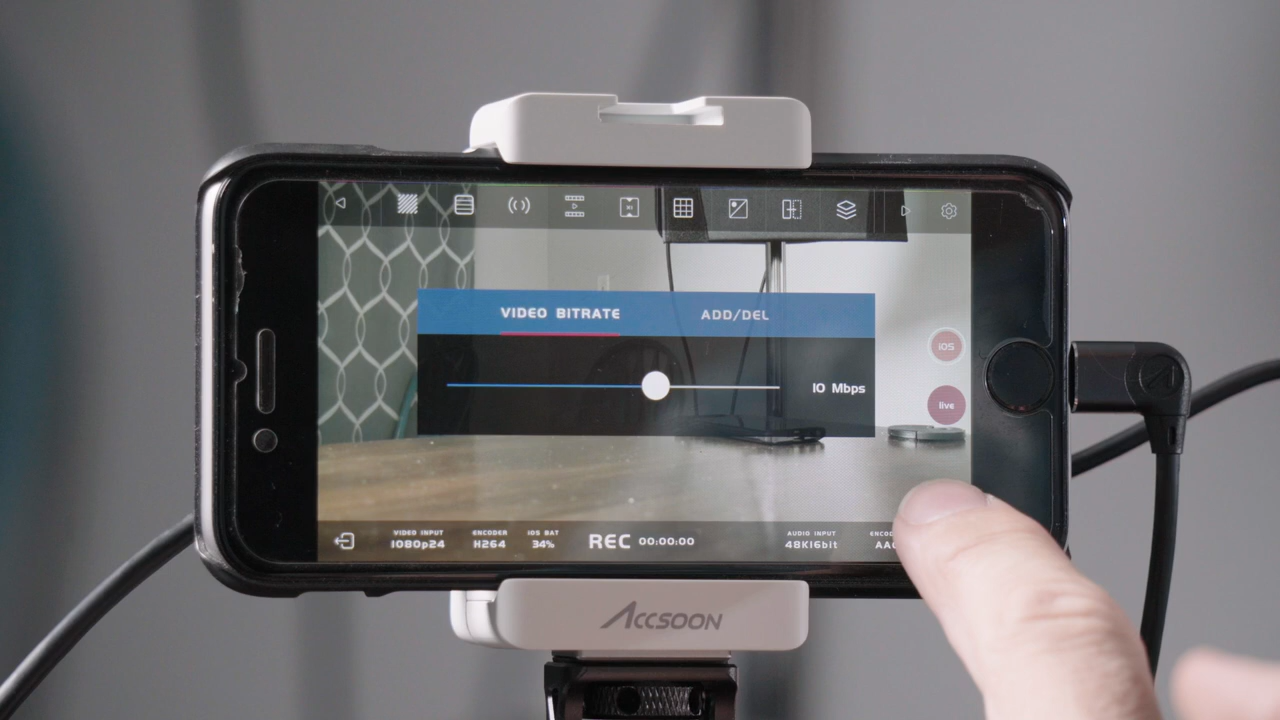 VIDEO BITRATE ADD/DEL
10 Mbps
iOS
live
VIDEO INPUT ENCODER iOS BAT AUDIO INPUT
1080p24 H264 34% REC 00:00:00 48K16bit
ACCSOON